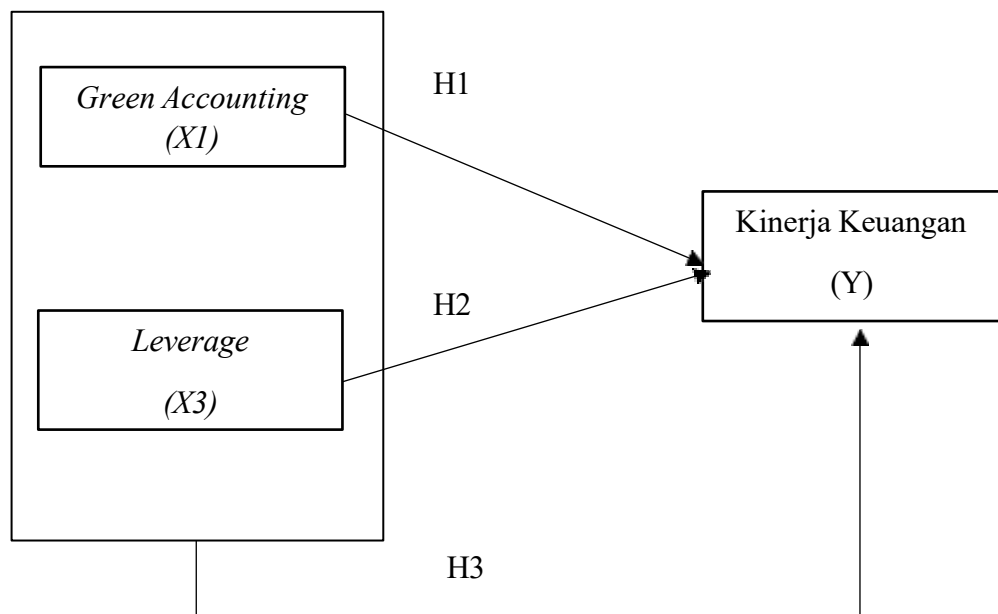 H1
Green Accounting
(X1)
Kinerja Keuangan
(Y)
H2
Leverage
(X3)
H3